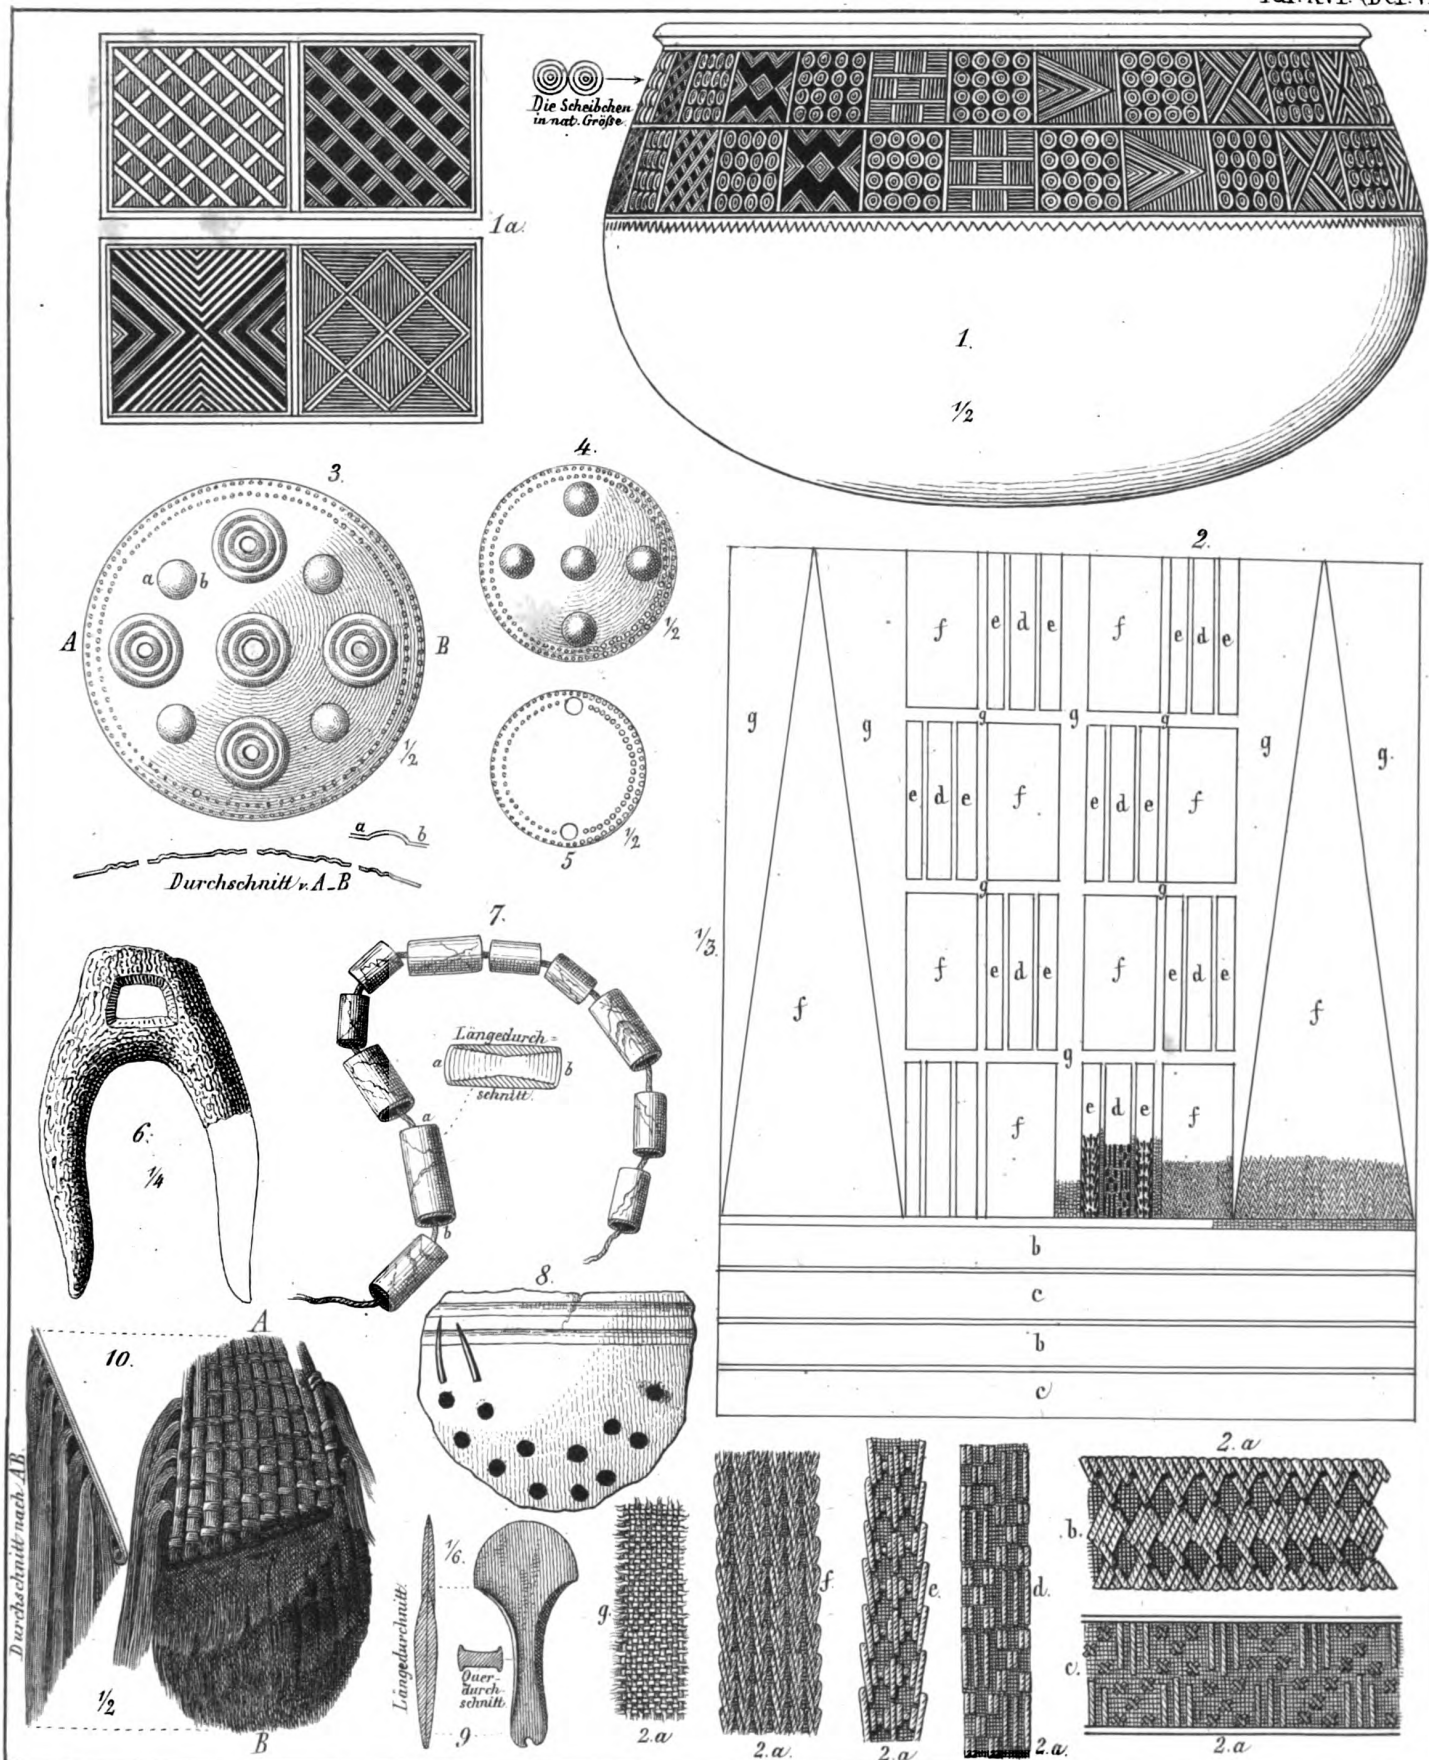 Die Scheibchen
in nat. Größe.
1a.
1.
1/2
3.
4.
2.
a
b
A
B
1/2
1/2
1/2
5
a
b
Durchschnitt v. A-B
f
e
d
e
f
e
d
e
g
g
g
g
g
g
g
e
d
e
f
e
d
e
f
g
g
1/3.
f
e
d
e
f
e
d
e
f
f
g
f
e
d
e
f
b
c
b
c
7.
Längedurch=
a
b
schnitt.
a
b
6.
1/4
8.
A
10.
Durchschnitt nach AB.
1/2
B
Längedurchnitt.
1/6.
Quer-
durch-
schnitt.
9
g.
2.a
f.
2.a.
e.
2.a
d.
2.a.
2.a
b.
c.
2.a